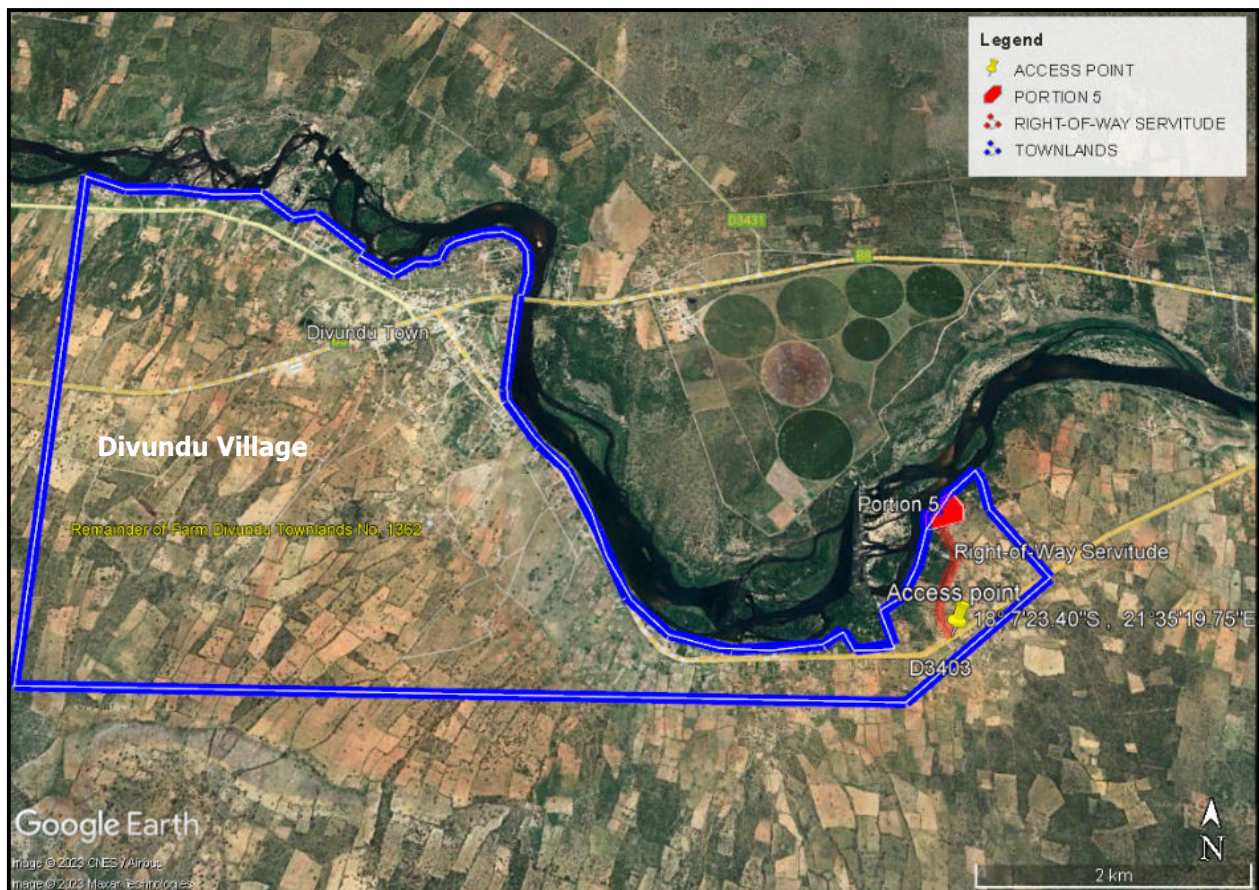 Legend
ACCESS POINT
PORTION 5
RIGHT-OF-WAY SERVITUDE
TOWNLANDS
D3431
B8
Divundu Town
Divundu Village
Portion 5
Remainder of Farm Divundu Townlands No. 1362
Right-of-Way Servitude
Access point
18° 7'23.40"S , 21°35'19.75"E
D3403
Google Earth
Image © 2023 CNES / Airbus
Image © 2023 Maxar Technologies
N
2 km